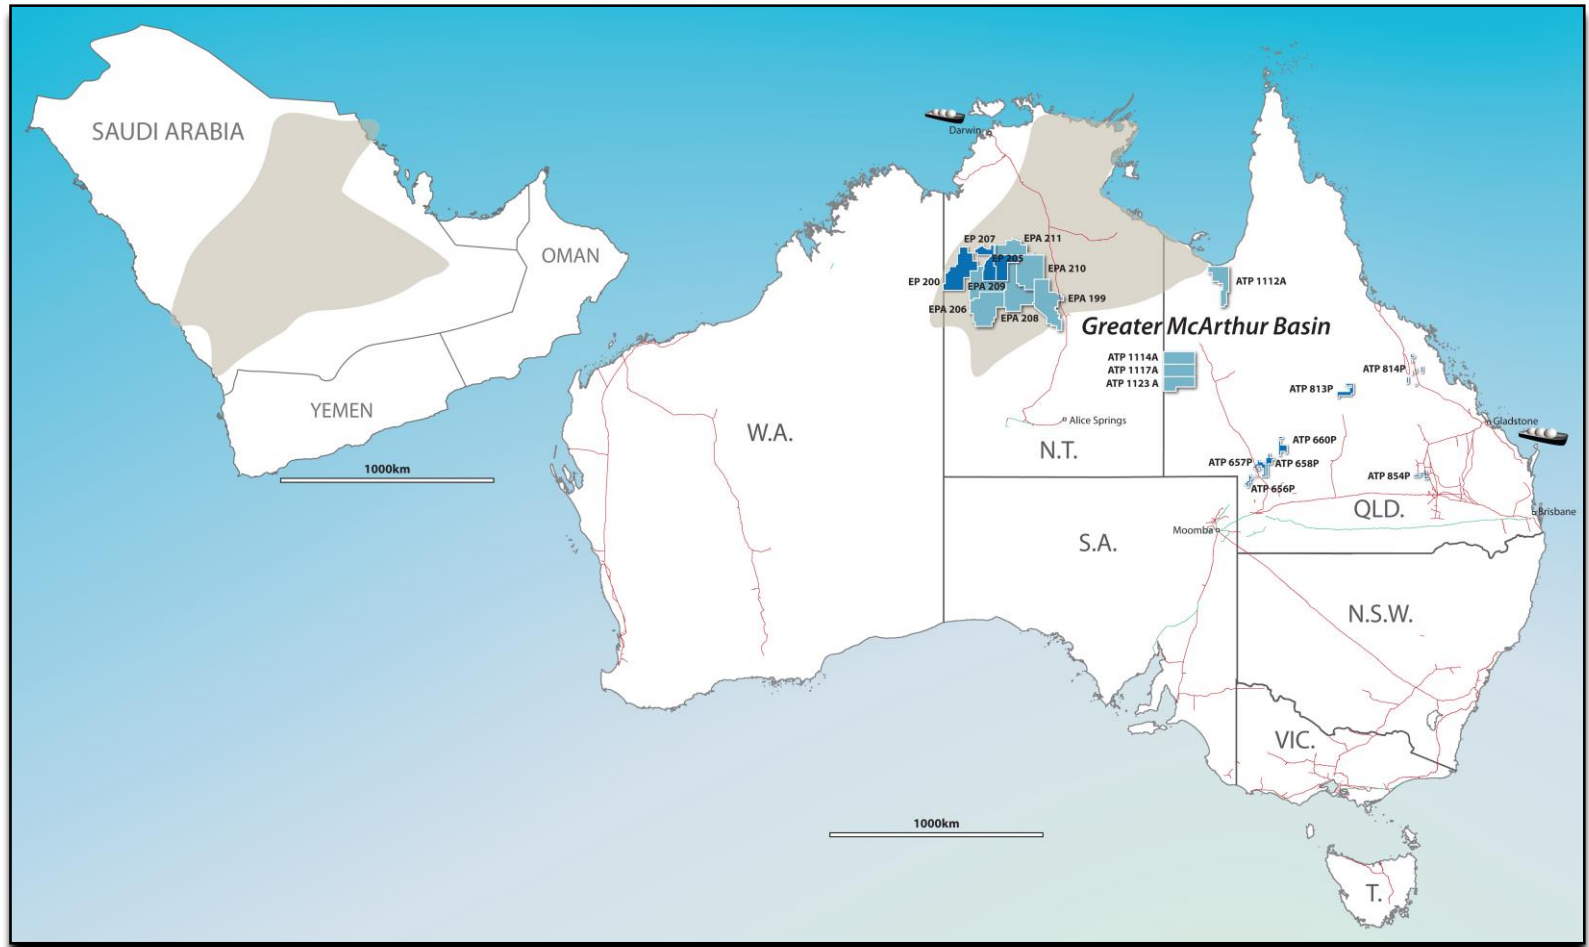 SAUDI ARABIA
OMAN
YEMEN
1000km
Darwin
EP 207
EPA 211
EP 205
EPA 210
EP 200
EPA 209
EPA 199
EPA 206
EPA 208
ATP 1112A
Greater McArthur Basin
ATP 1114A
ATP 1117A
ATP 1123 A
ATP 814P
ATP 813P
Alice Springs
Gladstone
W.A.
N.T.
ATP 660P
ATP 657P
ATP 658P
ATP 656P
ATP 854P
QLD.
Brisbane
Moomba
S.A.
N.S.W.
VIC.
1000km
T.